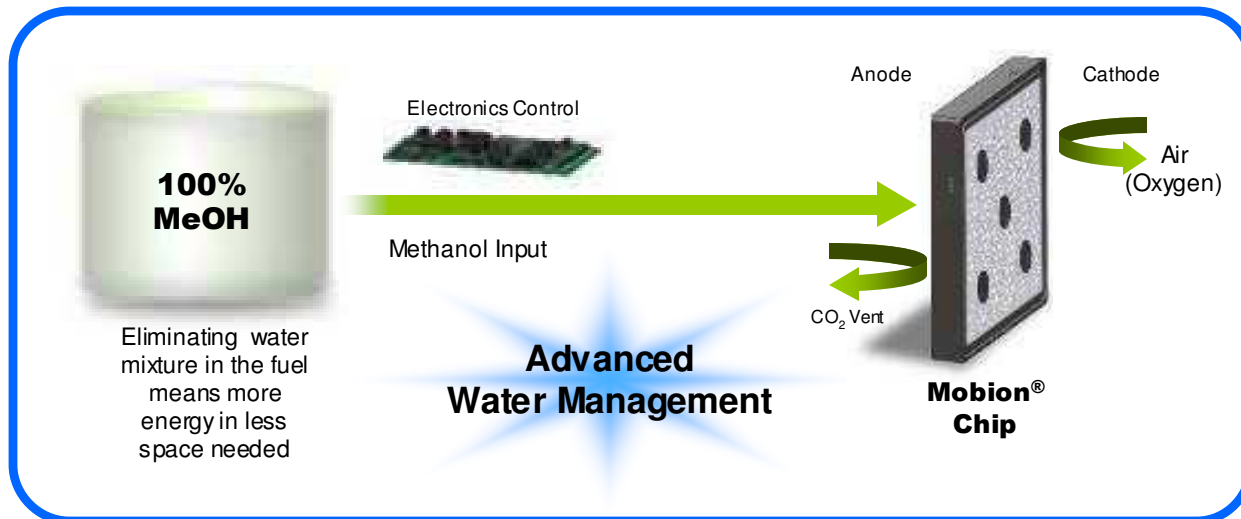 Anode
Cathode
Electronics Control
100%
MeOH
Air
(Oxygen)
Methanol Input
CO₂ Vent
Eliminating water
mixture in the fuel
means more
energy in less
space needed
Advanced
Water Management
Mobion®
Chip